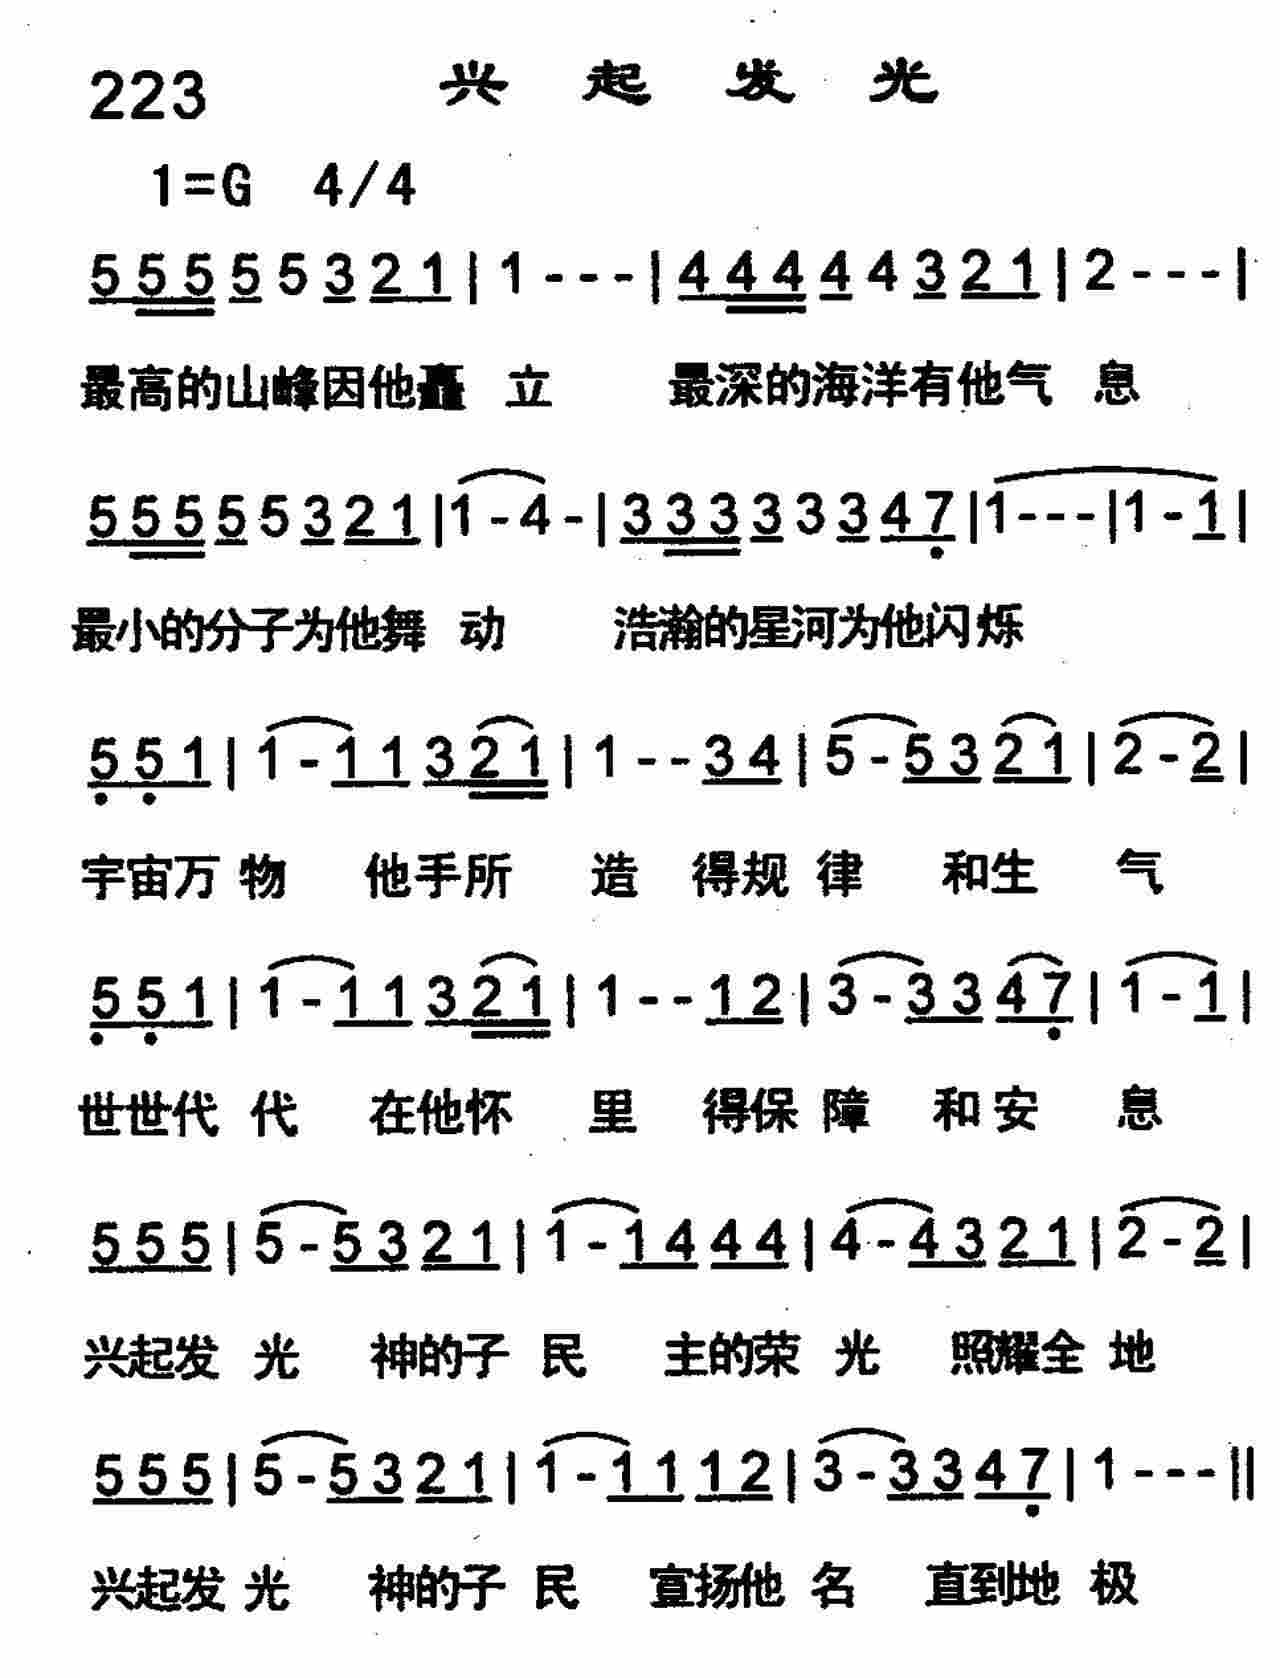 223 兴起发光
1=G 4/4
5 5 5 5 5 3 2 1 | 1 - - - | 4 4 4 4 4 3 2 1 | 2 - - - |
最高的山峰因他矗 立 最深的海洋有他气 息
5 5 5 5 5 3 2 1 | 1 - 4 - | 3 3 3 3 3 3 4 7 | 1 - - - | 1 - 1 |
最小的分子为他舞 动 浩瀚的星河为他闪 烁
5 5 1 | 1 - 1 1 3 2 1 | 1 - - 3 4 | 5 - 5 3 2 1 | 2 - 2 |
宇宙万 物 他手所 造 得规 律 和生 气
5 5 1 | 1 - 1 1 3 2 1 | 1 - - 1 2 | 3 - 3 3 4 7 | 1 - 1 |
世世代 代 在他怀 里 得保 障 和安 息
5 5 5 | 5 - 5 3 2 1 | 1 - 1 4 4 4 | 4 - 4 3 2 1 | 2 - 2 |
兴起发 光 神的子 民 主的荣 光 照耀全 地
5 5 5 | 5 - 5 3 2 1 | 1 - 1 1 1 2 | 3 - 3 3 4 7 | 1 - - - ||
兴起发 光 神的子 民 宣扬他 名 直到地 极